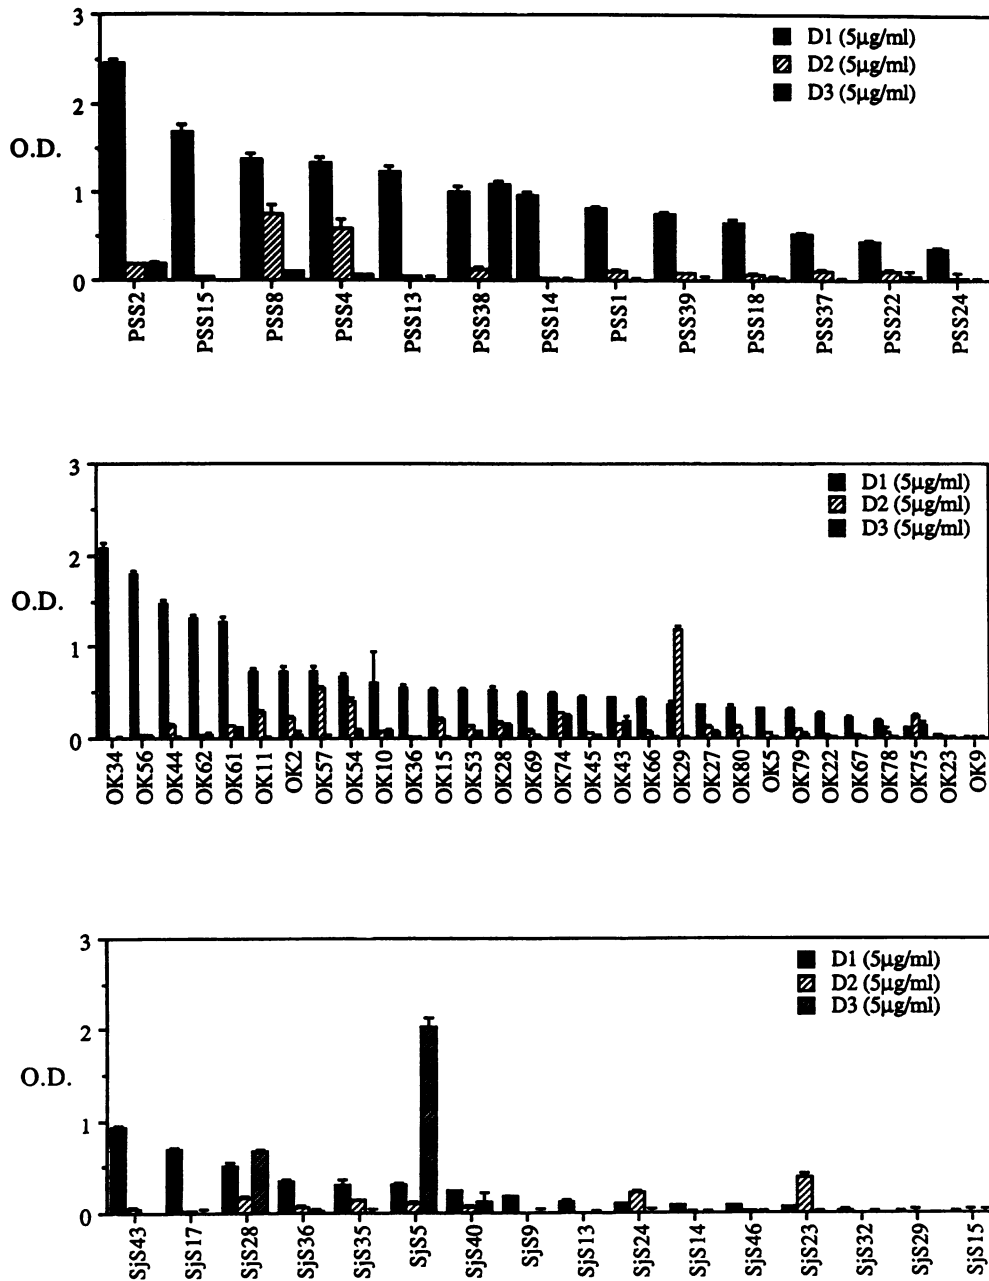 3
2
1
0
O.D.
D1 (5μg/ml)
D2 (5μg/ml)
D3 (5μg/ml)
PSS2
PSS15
PSS8
PSS4
PSS13
PSS38
PSS14
PSS1
PSS39
PSS18
PSS37
PSS22
PSS24
3
2
1
0
O.D.
D1 (5μg/ml)
D2 (5μg/ml)
D3 (5μg/ml)
OK34
OK56
OK44
OK62
OK61
OK11
OK2
OK57
OK54
OK10
OK36
OK15
OK53
OK28
OK69
OK74
OK45
OK43
OK66
OK29
OK27
OK80
OK5
OK79
OK22
OK67
OK78
OK75
OK23
OK9
3
2
1
0
O.D.
D1 (5μg/ml)
D2 (5μg/ml)
D3 (5μg/ml)
SjS43
SjS17
SjS28
SjS36
SjS35
SjS5
SjS40
SjS9
SjS13
SjS24
SjS14
SjS46
SjS23
SjS32
SjS29
SjS15